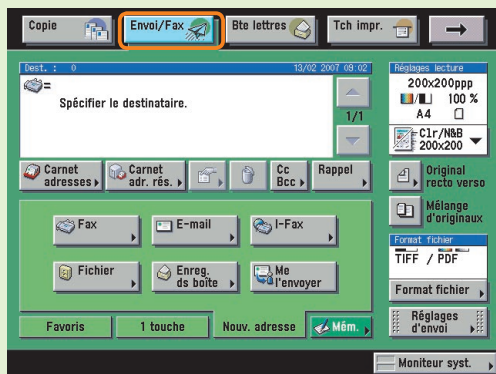 Copie
Envoi/Fax
Bte lettres
Tch impr.
Dest. : 0
13/02 2007 09:02
Spécifier le destinataire.
1/1
Carnet
adresses
Carnet
adr. rés.
Cc
Bcc
Rappel
Réglages lecture
200x200ppp
100 %
A4
Clr/N&B
200x200
Original
recto verso
Mélange
d'originaux
Format fichier
TIFF / PDF
Format fichier
Réglages
d'envoi
Fax
E-mail
I-Fax
Fichier
Enreg.
ds boîte
Me
l'envoyer
Favoris
1 touche
Nouv. adresse
Mém.
Moniteur syst.